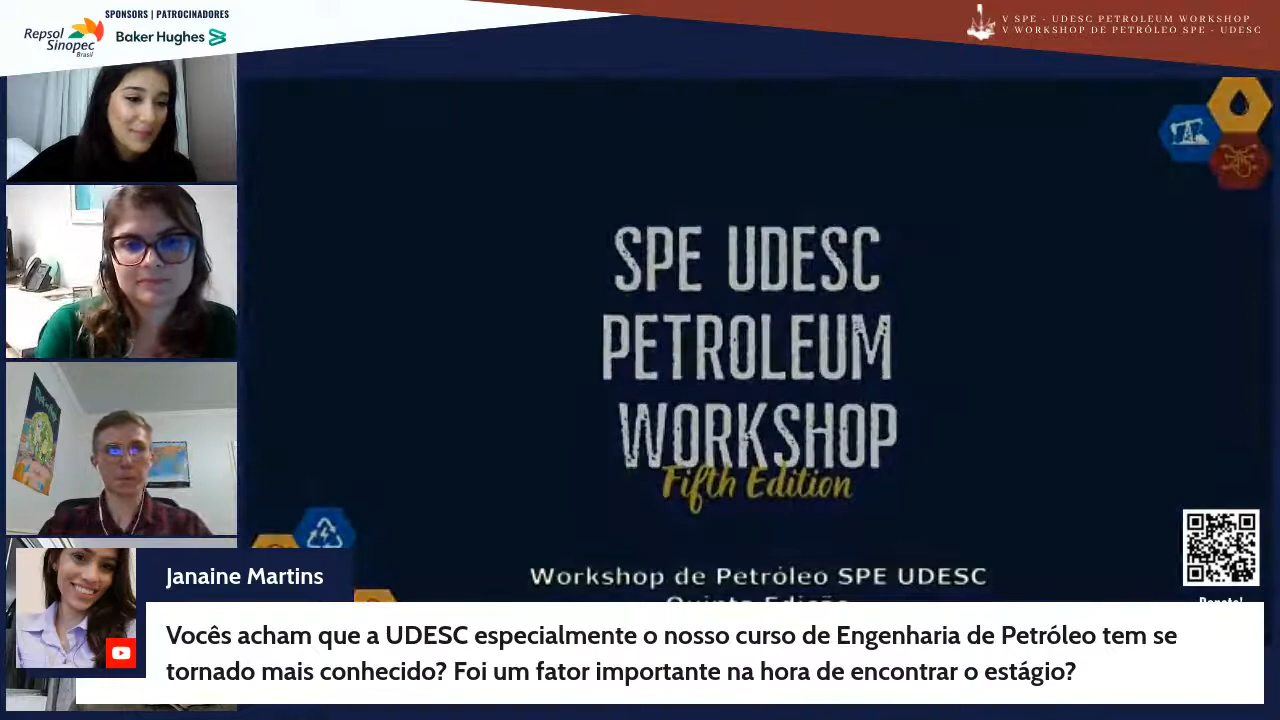 SPONSORS | PATROCINADORES
Repsol
Sinopec
Brasil
Baker Hughes
V SPE - UDESC PETROLEUM WORKSHOP
V WORKSHOP DE PETRÓLEO SPE - UDESC
SPE UDESC
PETROLEUM
WORKSHOP
Fifth Edition
Workshop de Petróleo SPE UDESC
Quinta Edição
Janaine Martins
Vocês acham que a UDESC especialmente o nosso curso de Engenharia de Petróleo tem se
tornado mais conhecido? Foi um fator importante na hora de encontrar o estágio?